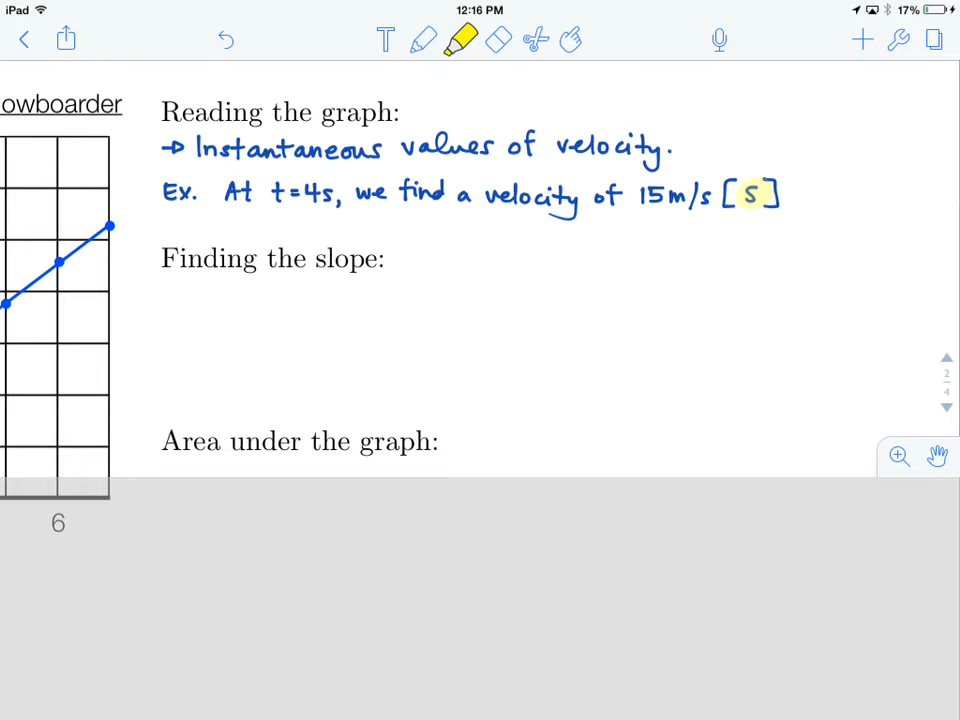 iPad 12:16 PM 17%
T
owboarder
Reading the graph:
→ Instantaneous values of velocity.
Ex. At t=4s, we find a velocity of 15m/s [S]
Finding the slope:
2
4
Area under the graph:
6